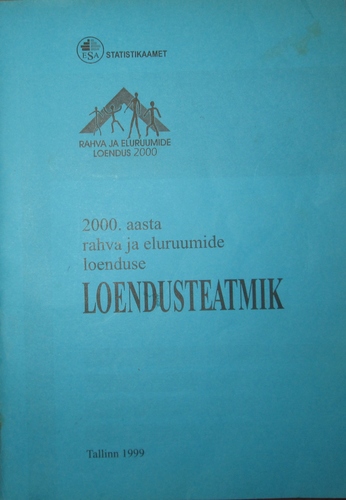 ESA STATISTIKAAMET
RAHVA JA ELURUUMIDE
LOENDUS 2000
2000. aasta
rahva ja eluruumide
loenduse
LOENDUSTEATMIK
Tallinn 1999